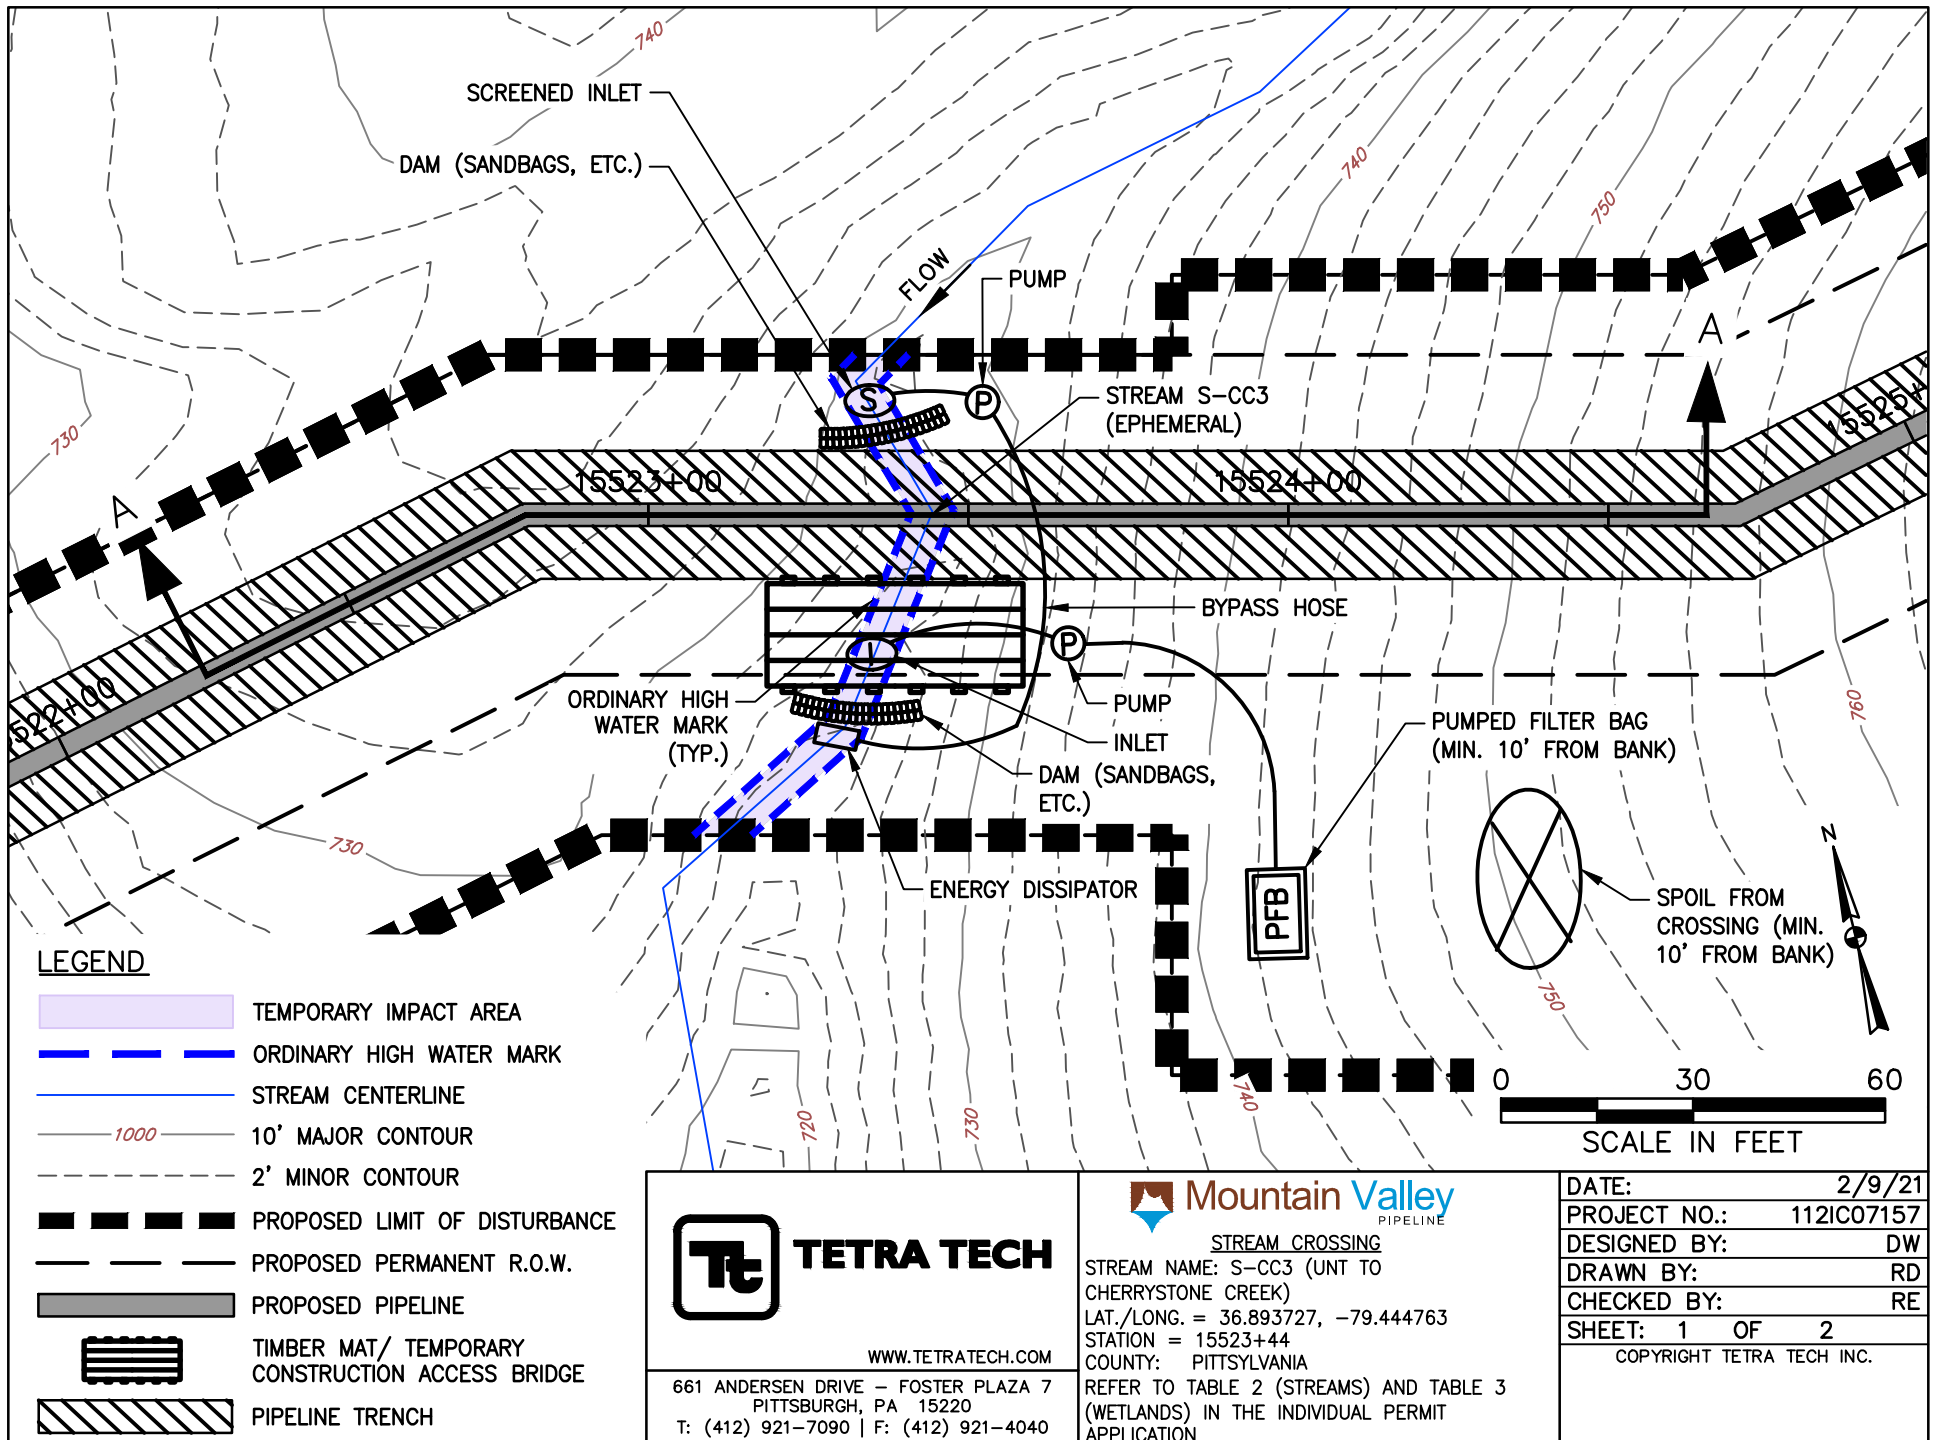 740
SCREENED INLET
DAM (SANDBAGS, ETC.)
740
750
FLOW
PUMP
A
S
P
STREAM S-CC3
(EPHEMERAL)
730
15525+
15523+00
15524+00
A
BYPASS HOSE
P
I
ORDINARY HIGH
WATER MARK
(TYP.)
5522+00
PUMP
INLET
DAM (SANDBAGS,
ETC.)
PUMPED FILTER BAG
(MIN. 10' FROM BANK)
760
730
N
ENERGY DISSIPATOR
PFB
SPOIL FROM
CROSSING (MIN.
10' FROM BANK)
750
740
720
730
0 30 60
SCALE IN FEET
LEGEND
TEMPORARY IMPACT AREA
ORDINARY HIGH WATER MARK
STREAM CENTERLINE
1000
10' MAJOR CONTOUR
2' MINOR CONTOUR
PROPOSED LIMIT OF DISTURBANCE
PROPOSED PERMANENT R.O.W.
PROPOSED PIPELINE
TIMBER MAT/ TEMPORARY
CONSTRUCTION ACCESS BRIDGE
PIPELINE TRENCH
Tt
TETRA TECH
WWW.TETRATECH.COM
661 ANDERSEN DRIVE – FOSTER PLAZA 7
PITTSBURGH, PA 15220
T: (412) 921-7090 | F: (412) 921-4040
Mountain Valley
PIPELINE
STREAM CROSSING
STREAM NAME: S-CC3 (UNT TO
CHERRYSTONE CREEK)
LAT./LONG. = 36.893727, -79.444763
STATION = 15523+44
COUNTY: PITTSYLVANIA
REFER TO TABLE 2 (STREAMS) AND TABLE 3
(WETLANDS) IN THE INDIVIDUAL PERMIT
APPLICATION
DATE: 2/9/21
PROJECT NO.: 112IC07157
DESIGNED BY: DW
DRAWN BY: RD
CHECKED BY: RE
SHEET: 1 OF 2
COPYRIGHT TETRA TECH INC.